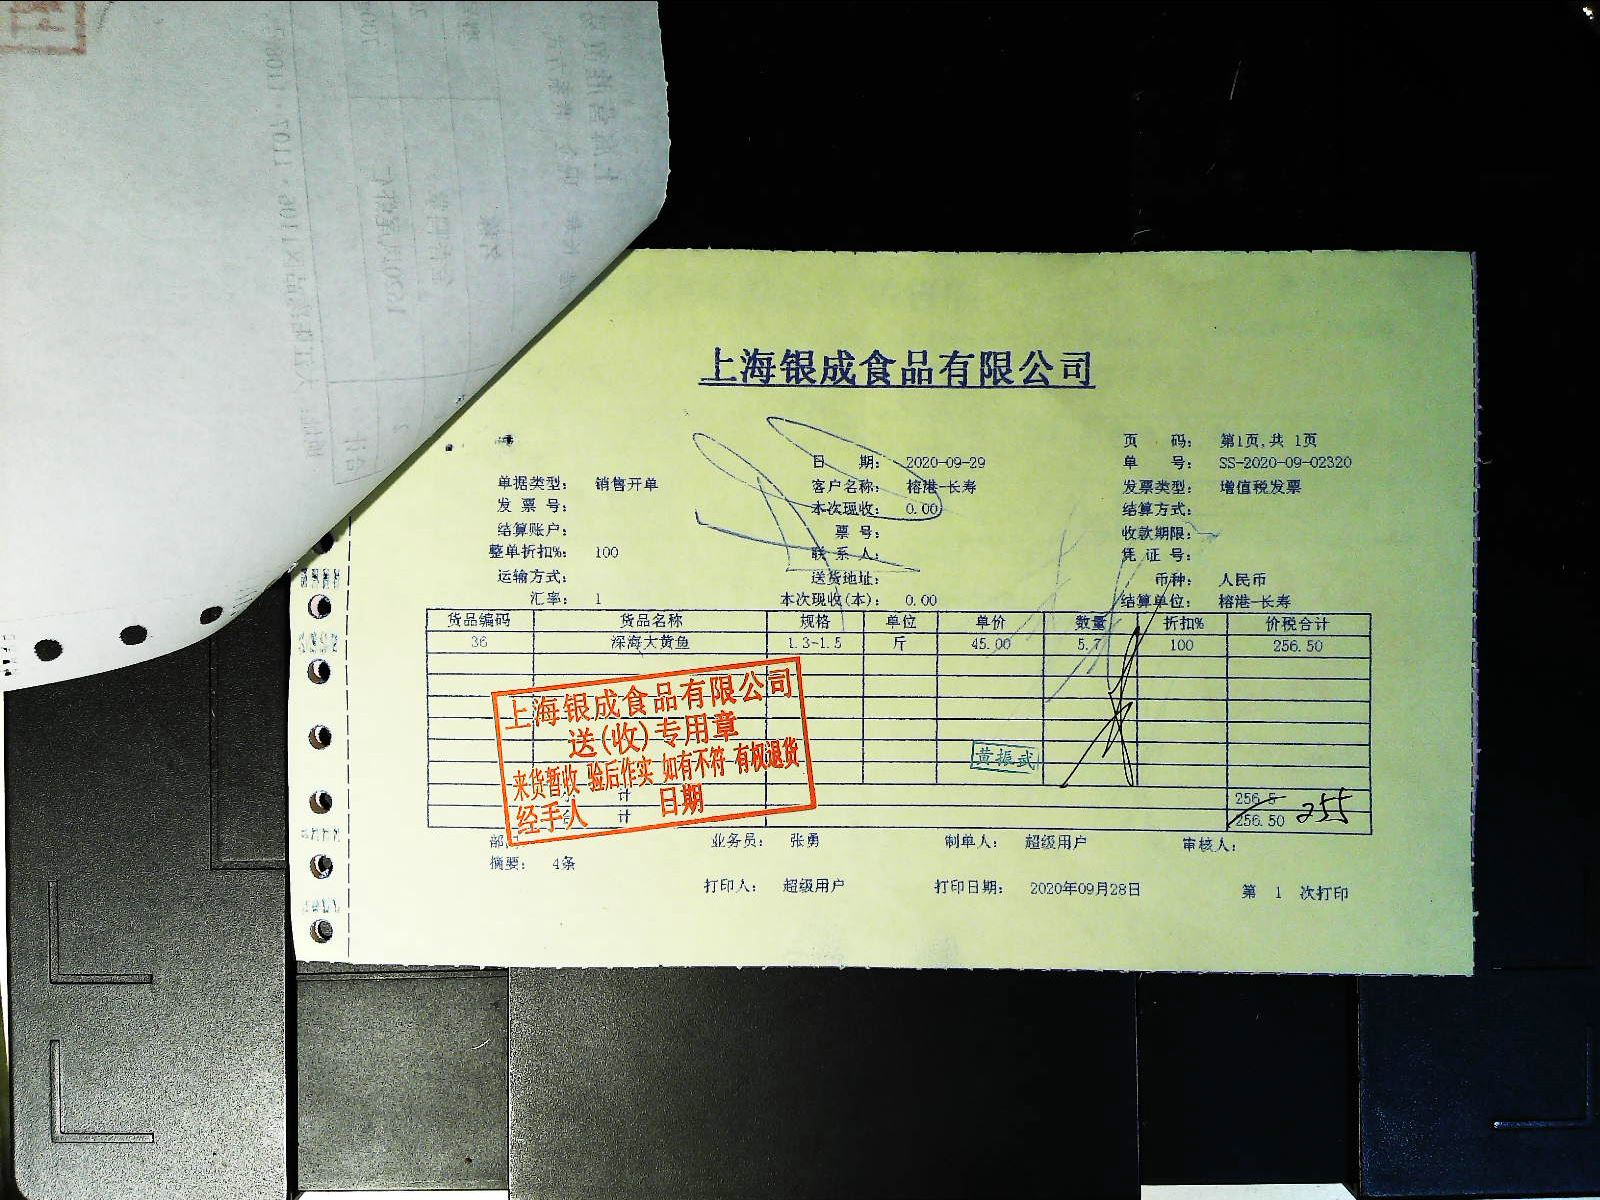 上海银成食品有限公司
页 码： 第1页,共 1页
日 期： 2020-09-29 单 号： SS-2020-09-02320
单据类型： 销售开单 客户名称： 榕港-长寿 发票类型： 增值税发票
发 票 号： 本次现收： 0.00 结算方式：
结算账户： 票 号： 收款期限：
整单折扣%： 100 联 系 人： 凭 证 号：
运输方式： 送货地址： 币种： 人民币
汇率： 1 本次现收(本)： 0.00 结算单位： 榕港-长寿
货品编码 货品名称 规格 单位 单价 数量 折扣% 价税合计
36 深海大黄鱼 1.3-1.5 斤 45.00 5.7 100 256.50
上海银成食品有限公司
送(收)专用章
来货暂收 验后作实 如有不符 有权退货
经手人 日期
黄振武
计 256.5
计 256.50 255
部 业务员： 张勇 制单人： 超级用户 审核人：
摘要： 4条
打印人： 超级用户 打印日期： 2020年09月28日 第 1 次打印